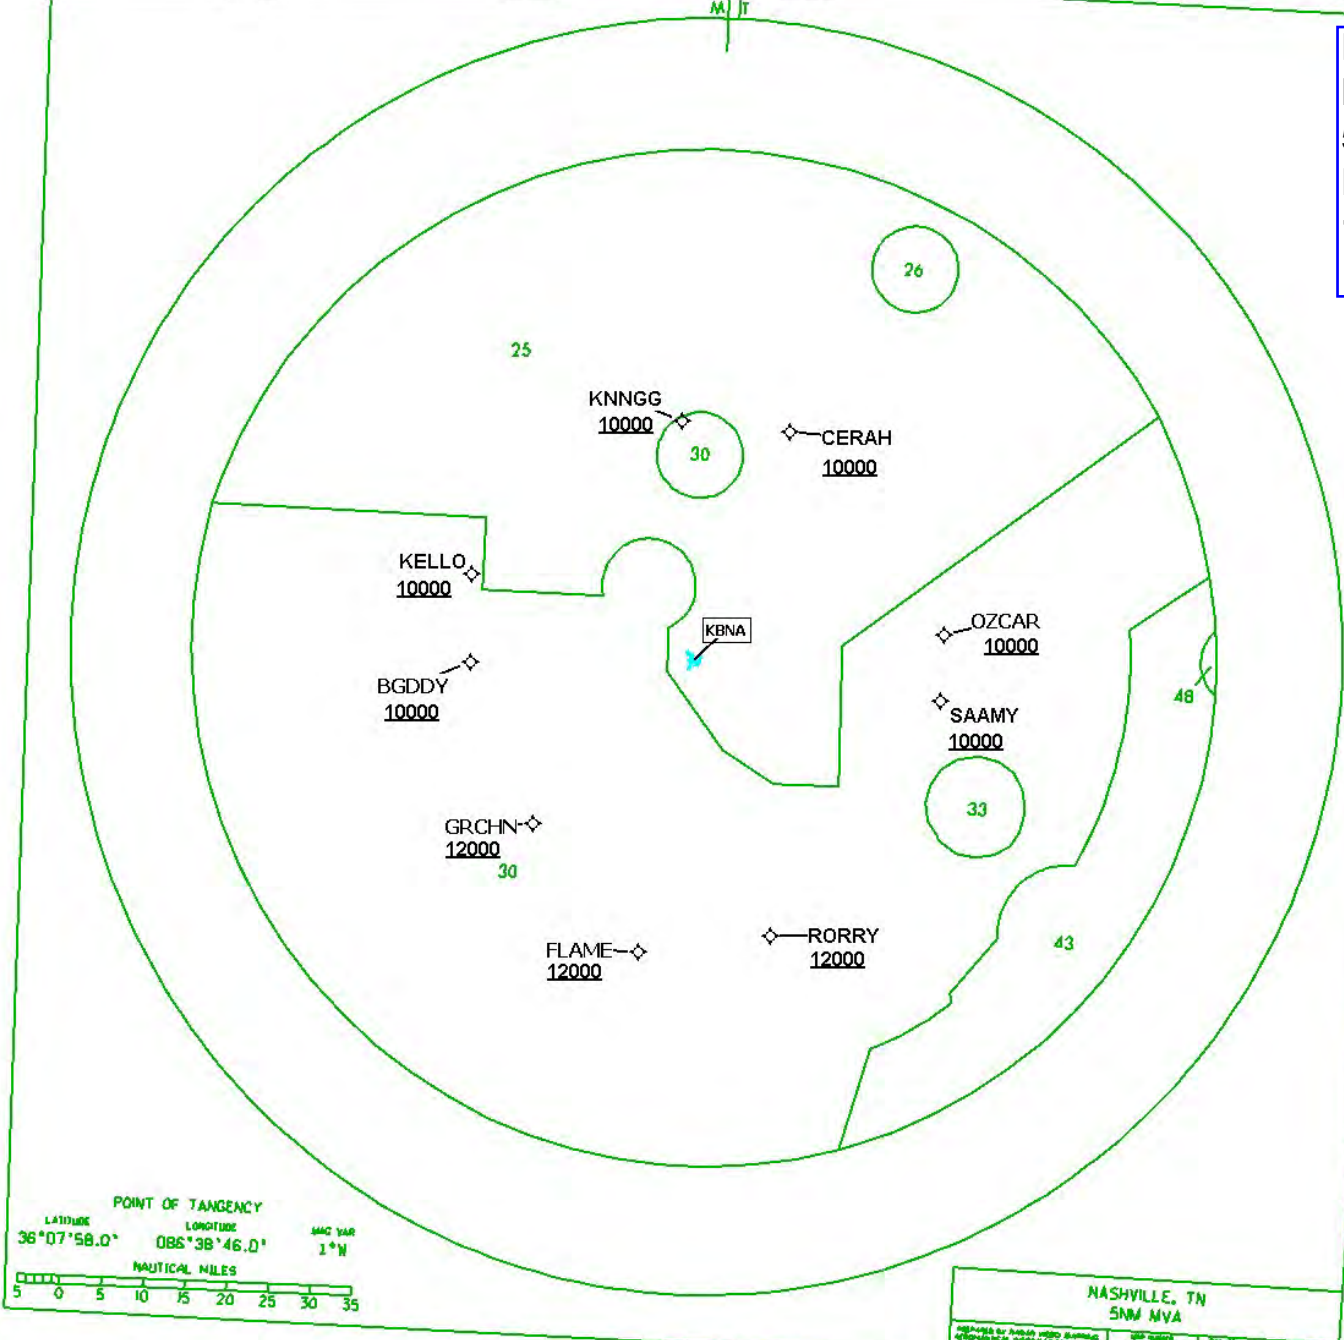 M T
26
25
KNNGG
10000
30
CERAH
10000
KELLO
10000
KBNA
OZCAR
10000
BGDDY
10000
48
SAAMY
10000
33
GRCHN
12000
30
FLAME
12000
RORRY
12000
43
POINT OF TANGENCY
LATITUDE LONGITUDE MAG VAR
36°07'58.0" 086°38'46.0" 1°W
NAUTICAL MILES
5 0 5 10 15 20 25 30 35
NASHVILLE, TN
5NM MVA